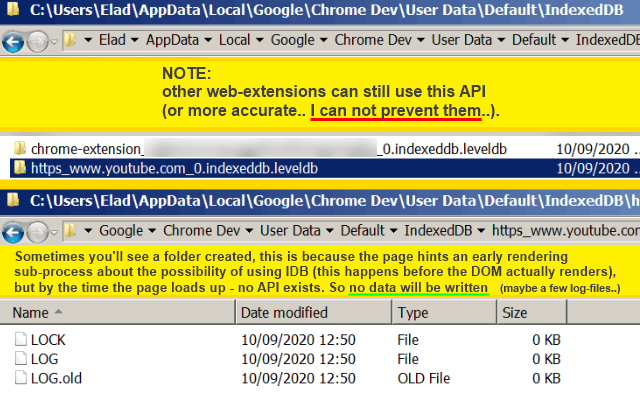 C:\Users\Elad\AppData\Local\Google\Chrome Dev\User Data\Default\IndexedDB
Elad AppData Local Google Chrome Dev User Data Default IndexedDB
NOTE:
other web-extensions can still use this API
(or more accurate.. I can not prevent them..).
chrome-extension_ _0.indexeddb.leveldb 10/09/2020 ..
https_www.youtube.com_0.indexeddb.leveldb 10/09/2020 ..
C:\Users\Elad\AppData\Local\Google\Chrome Dev\User Data\Default\IndexedDB\h
Google Chrome Dev User Data Default IndexedDB https_www.youtube.com
Sometimes you'll see a folder created, this is because the page hints an early rendering
sub-process about the possibility of using IDB (this happens before the DOM actually renders),
but by the time the page loads up - no API exists. So no data will be written (maybe a few log-files..)
Name Date modified Type Size
LOCK 10/09/2020 12:50 File 0 KB
LOG 10/09/2020 12:50 File 0 KB
LOG.old 10/09/2020 12:50 OLD File 0 KB